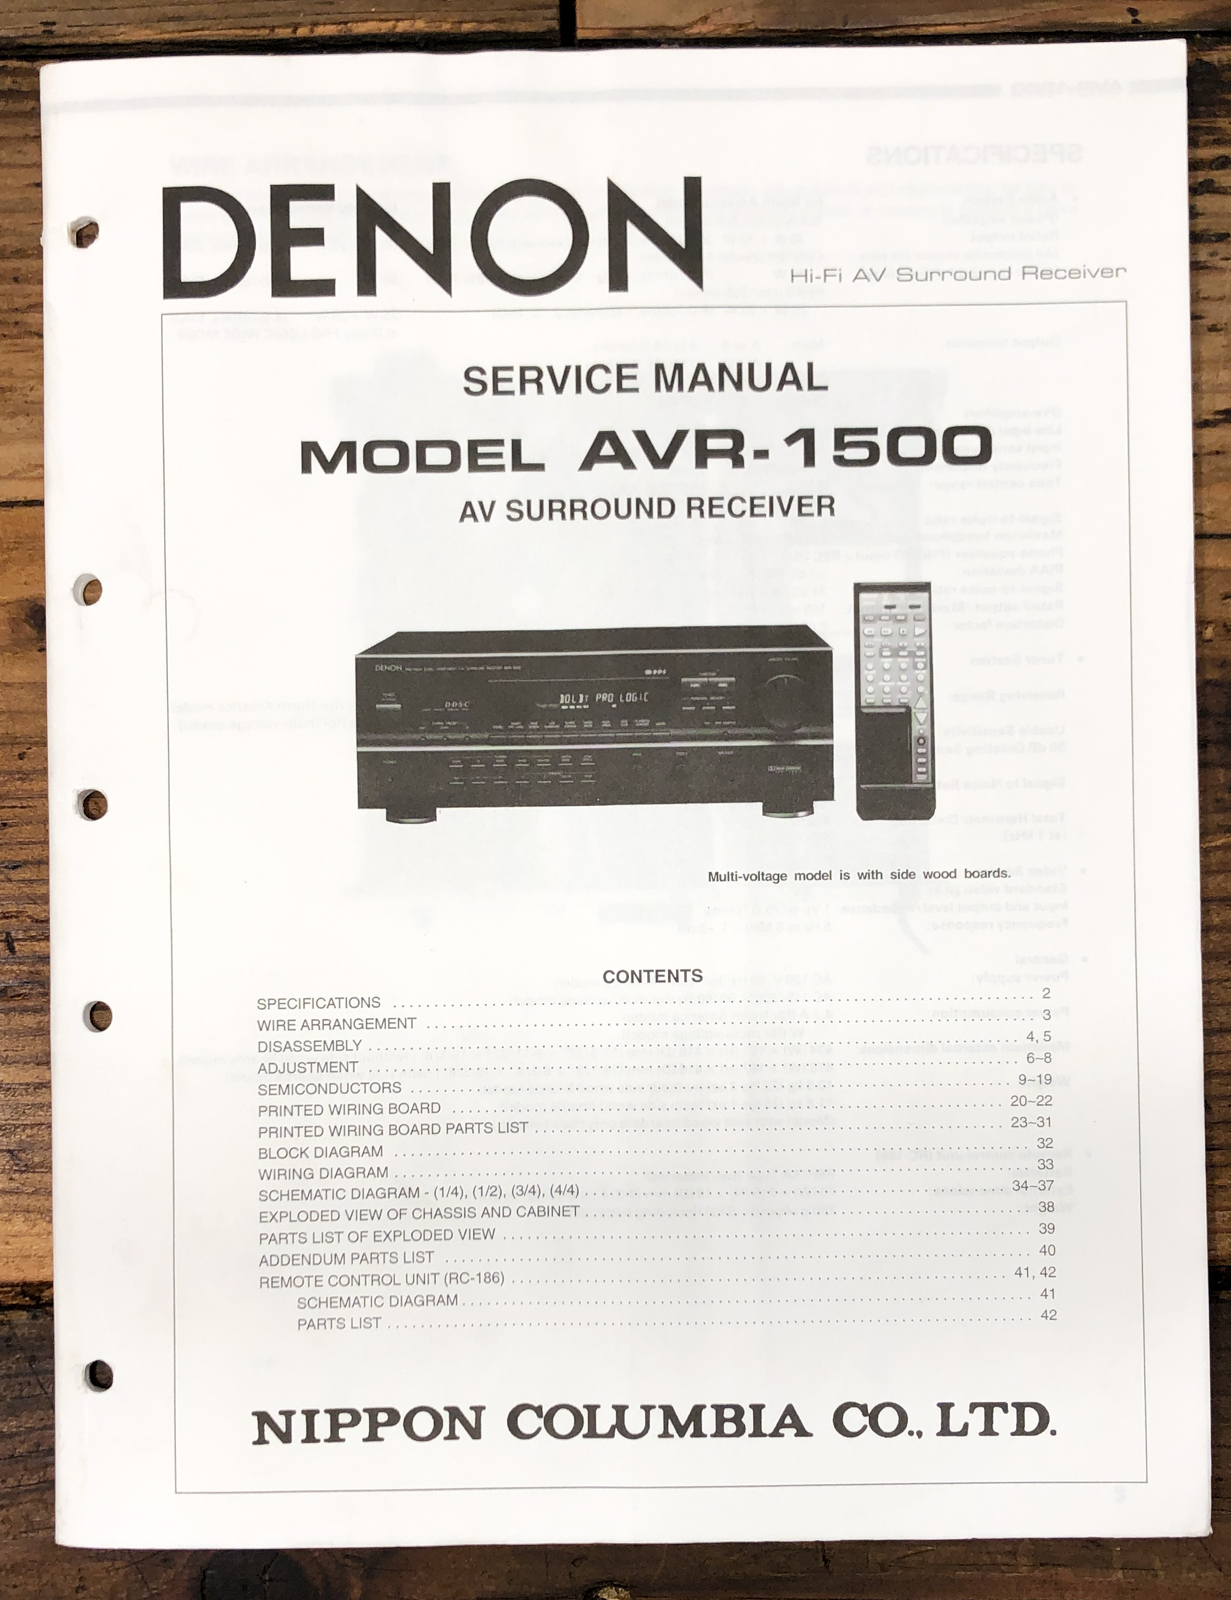 DENON
Hi-Fi AV Surround Receiver
SERVICE MANUAL
MODEL AVR-1500
AV SURROUND RECEIVER
DENON
DDSC
DOLBY PRO LOGIC
Multi-voltage model is with side wood boards.
CONTENTS
SPECIFICATIONS ........ 2
WIRE ARRANGEMENT ........ 3
DISASSEMBLY ........ 4, 5
ADJUSTMENT ........ 6~8
SEMICONDUCTORS ........ 9~19
PRINTED WIRING BOARD ........ 20~22
PRINTED WIRING BOARD PARTS LIST ........ 23~31
BLOCK DIAGRAM ........ 32
WIRING DIAGRAM ........ 33
SCHEMATIC DIAGRAM - (1/4), (1/2), (3/4), (4/4) ........ 34~37
EXPLODED VIEW OF CHASSIS AND CABINET ........ 38
PARTS LIST OF EXPLODED VIEW ........ 39
ADDENDUM PARTS LIST ........ 40
REMOTE CONTROL UNIT (RC-186) ........ 41, 42
SCHEMATIC DIAGRAM ........ 41
PARTS LIST ........ 42
NIPPON COLUMBIA CO., LTD.